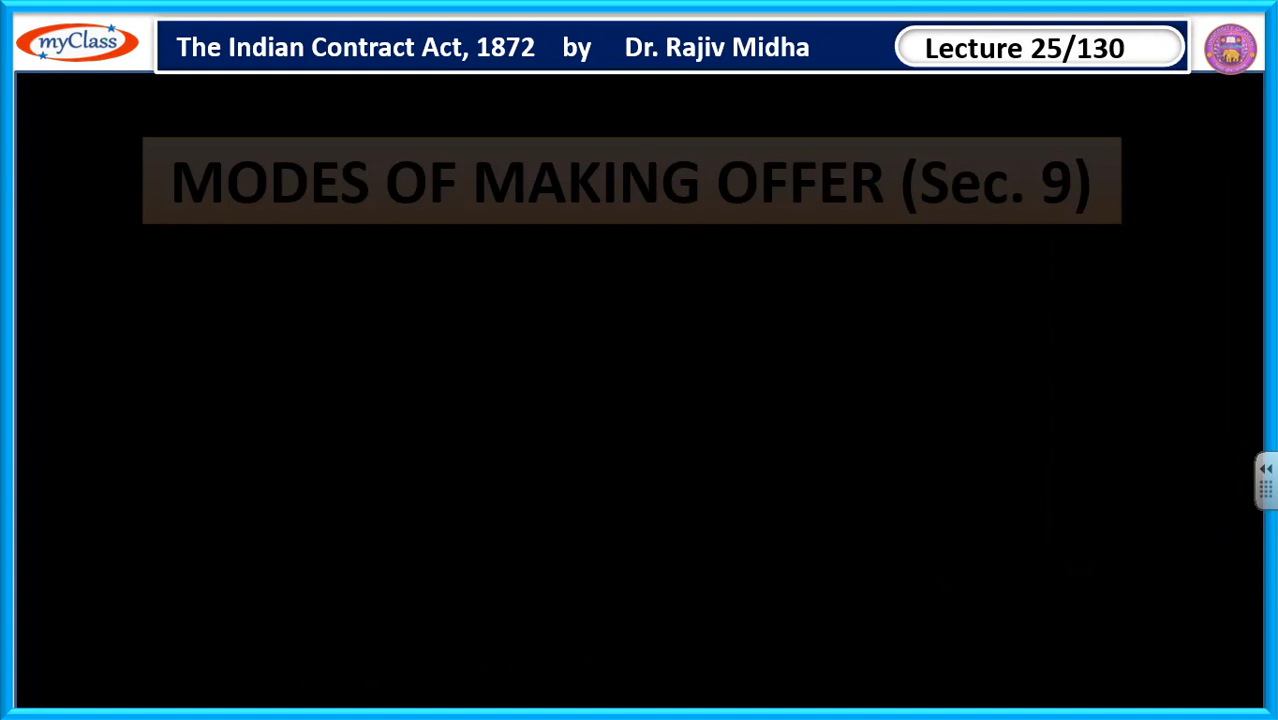 myClass
The Indian Contract Act, 1872 by Dr. Rajiv Midha
Lecture 25/130
MODES OF MAKING OFFER (Sec. 9)